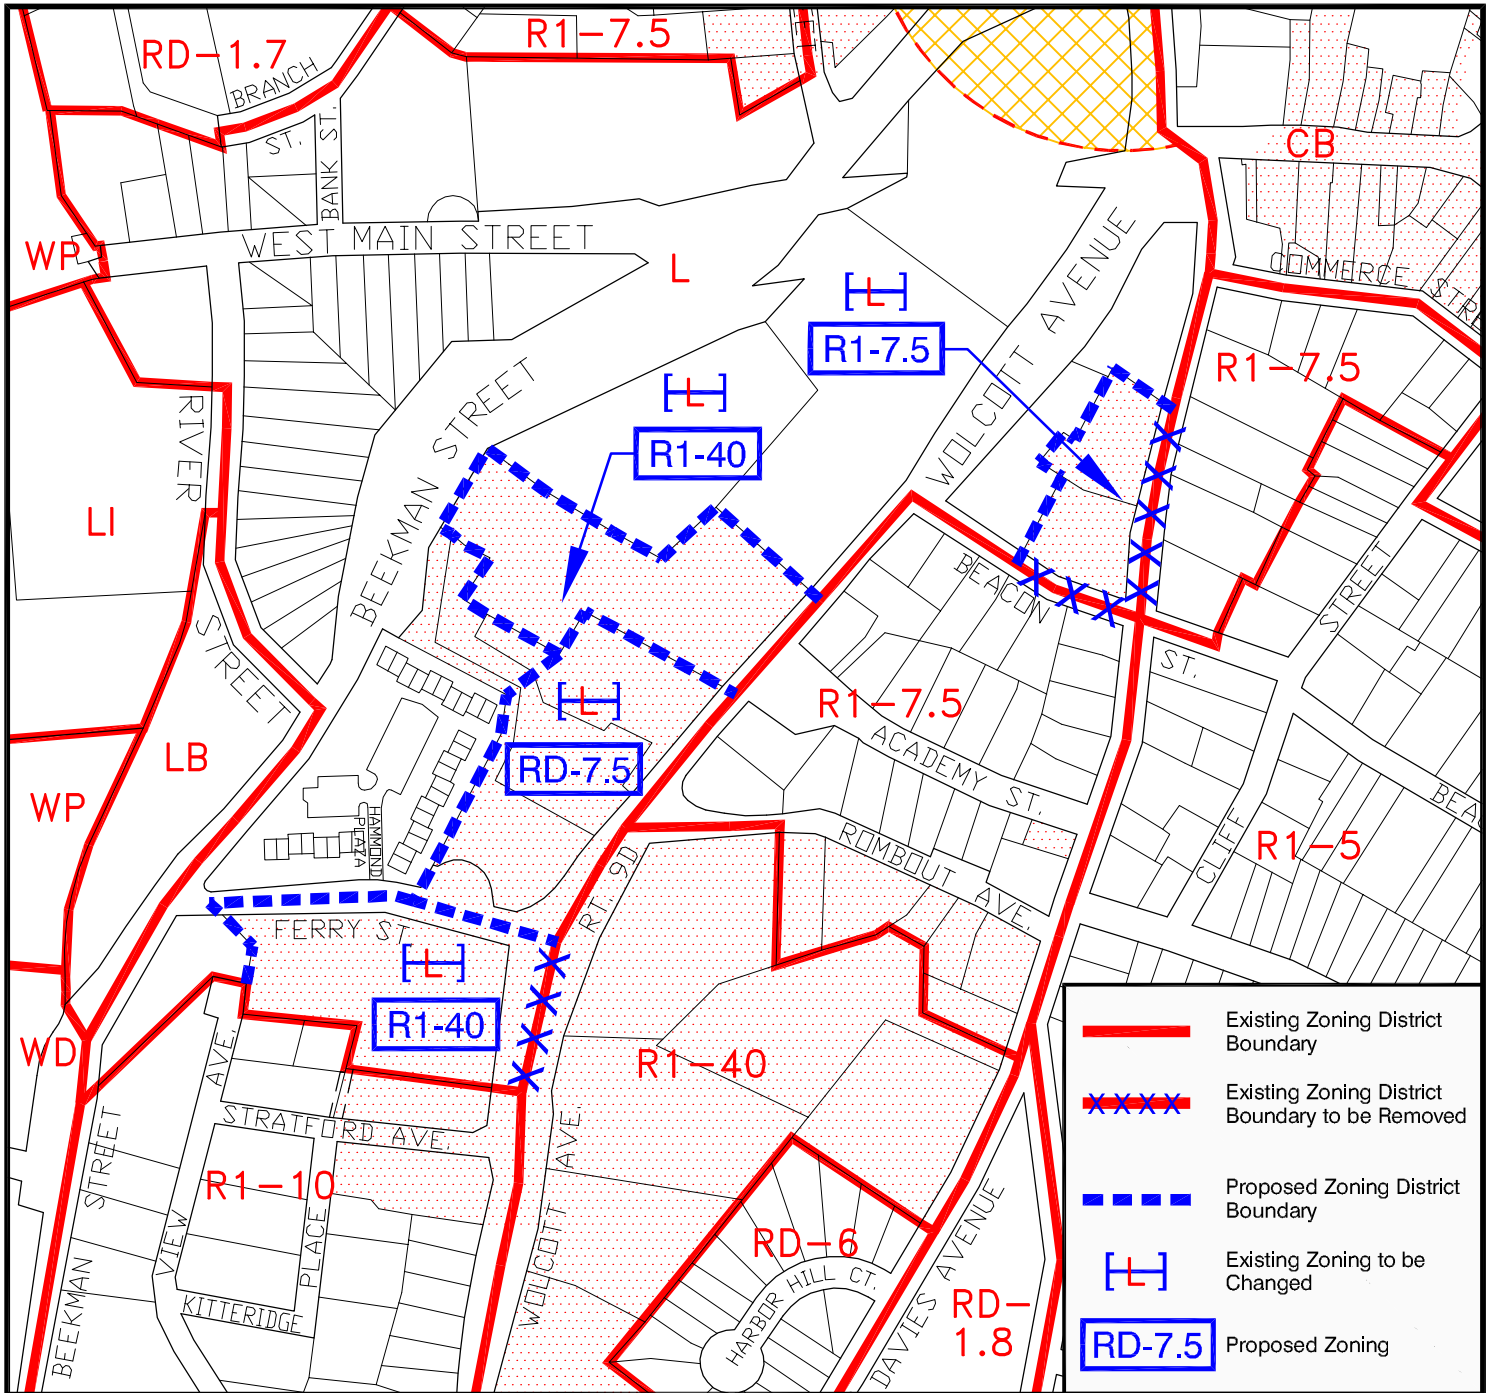 RD-1.7
R1-7.5
BRANCH
ST.
BANK ST.
CB
WP
WEST MAIN STREET
L
[L]
R1-7.5
WOLCOTT AVENUE
COMMERCE STRE
R1-7.5
[L]
R1-40
BEEKMAN STREET
RIVER
STREET
LI
BEACON
ST.
STREET
R1-7.5
[L]
RD-7.5
ACADEMY ST.
LB
WP
HAMMOND
PLAZA
ROMBOUT AVE.
CLIFF
BEAC
R1-5
RT. 9D
FERRY ST
[L]
R1-40
WD
AVE.
R1-40
STRATFORD AVE.
R1-10
VIEW
PLACE
KITTERIDGE
BEEKMAN
STREET
WOLCOTT
AVE.
RD-6
HARBOR HILL CT.
DAVIES AVENUE
RD-
1.8
Existing Zoning District
Boundary
Existing Zoning District
Boundary to be Removed
Proposed Zoning District
Boundary
[L]
Existing Zoning to be
Changed
RD-7.5
Proposed Zoning